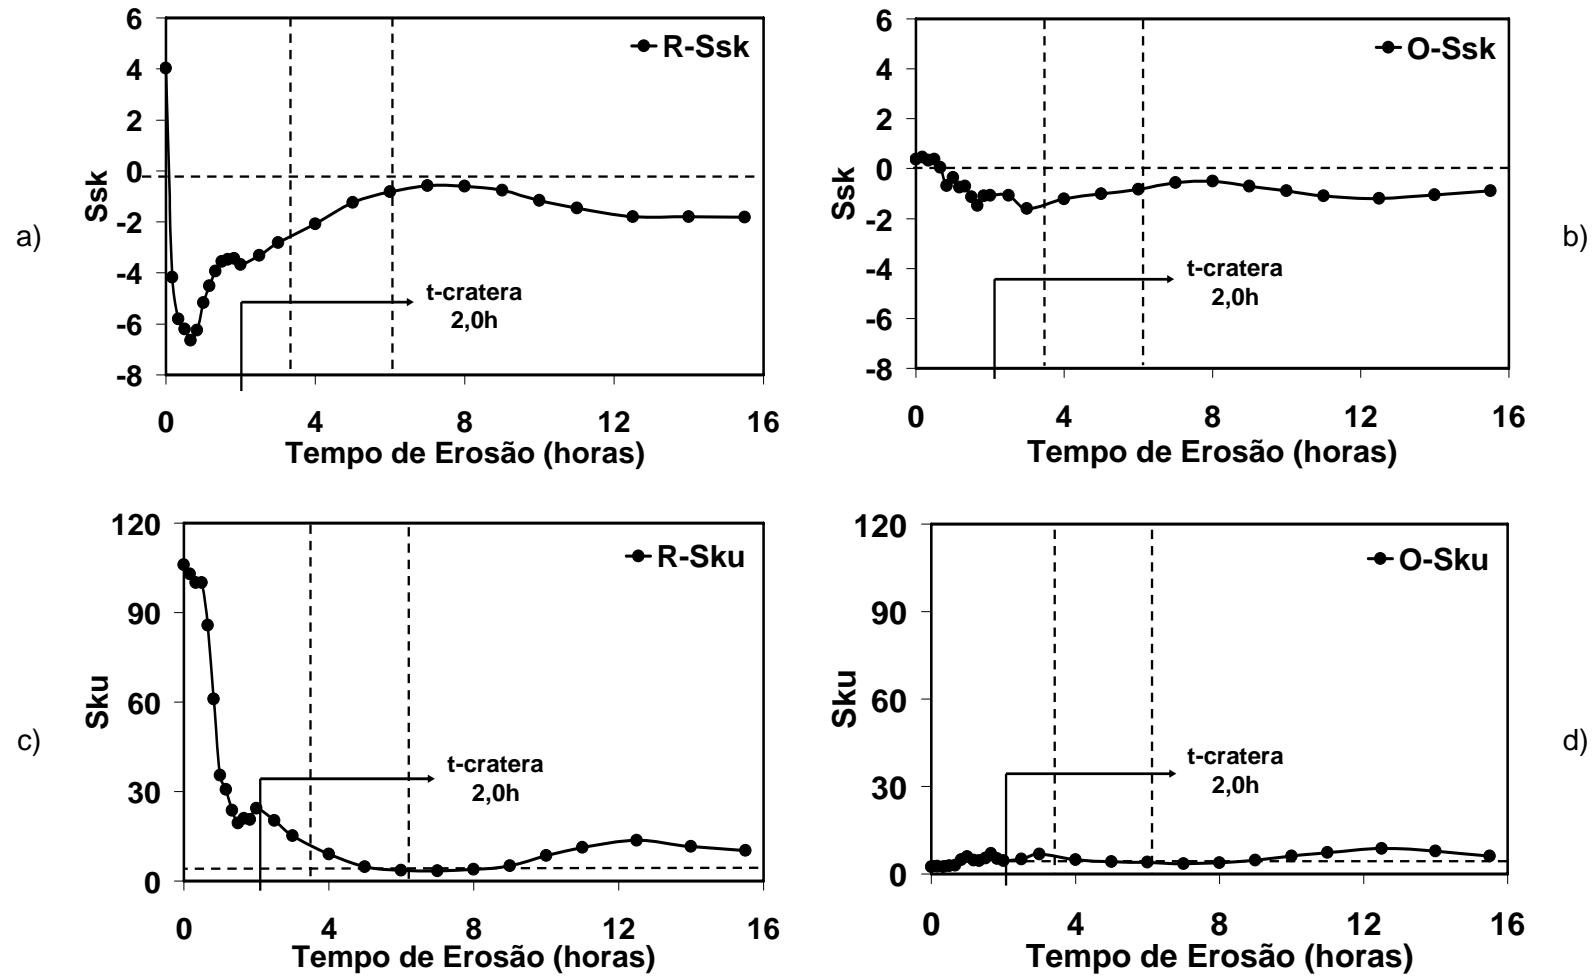 a)
6
4
2
0
-2
-4
-6
-8
Ssk
R-Ssk
t-cratera
2,0h
0 4 8 12 16
Tempo de Erosão (horas)
b)
6
4
2
0
-2
-4
-6
-8
Ssk
O-Ssk
t-cratera
2,0h
0 4 8 12 16
Tempo de Erosão (horas)
c)
120
90
60
30
0
Sku
R-Sku
t-cratera
2,0h
0 4 8 12 16
Tempo de Erosão (horas)
d)
120
90
60
30
0
Sku
O-Sku
t-cratera
2,0h
0 4 8 12 16
Tempo de Erosão (horas)